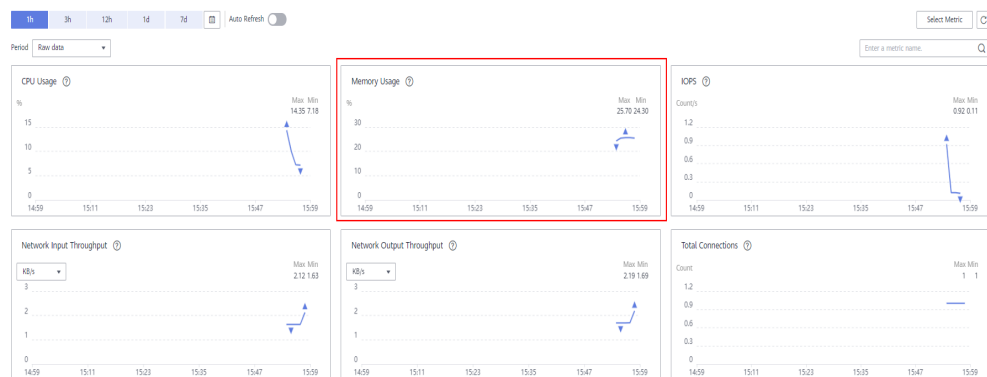 1h 3h 12h 1d 7d Auto Refresh Select Metric
Period Raw data Enter a metric name.
CPU Usage
%
Max Min
14.35 7.18
15
10
5
0
14:59 15:11 15:23 15:35 15:47 15:59
Memory Usage
%
Max Min
25.70 24.30
30
20
10
0
14:59 15:11 15:23 15:35 15:47 15:59
IOPS
Count/s
Max Min
0.92 0.11
1.2
0.9
0.6
0.3
0
14:59 15:11 15:23 15:35 15:47 15:59
Network Input Throughput
KB/s
Max Min
2.12 1.63
3
2
1
0
14:59 15:11 15:23 15:35 15:47 15:59
Network Output Throughput
KB/s
Max Min
2.19 1.69
3
2
1
0
14:59 15:11 15:23 15:35 15:47 15:59
Total Connections
Count
Max Min
1 1
1.2
0.9
0.6
0.3
0
14:59 15:11 15:23 15:35 15:47 15:59